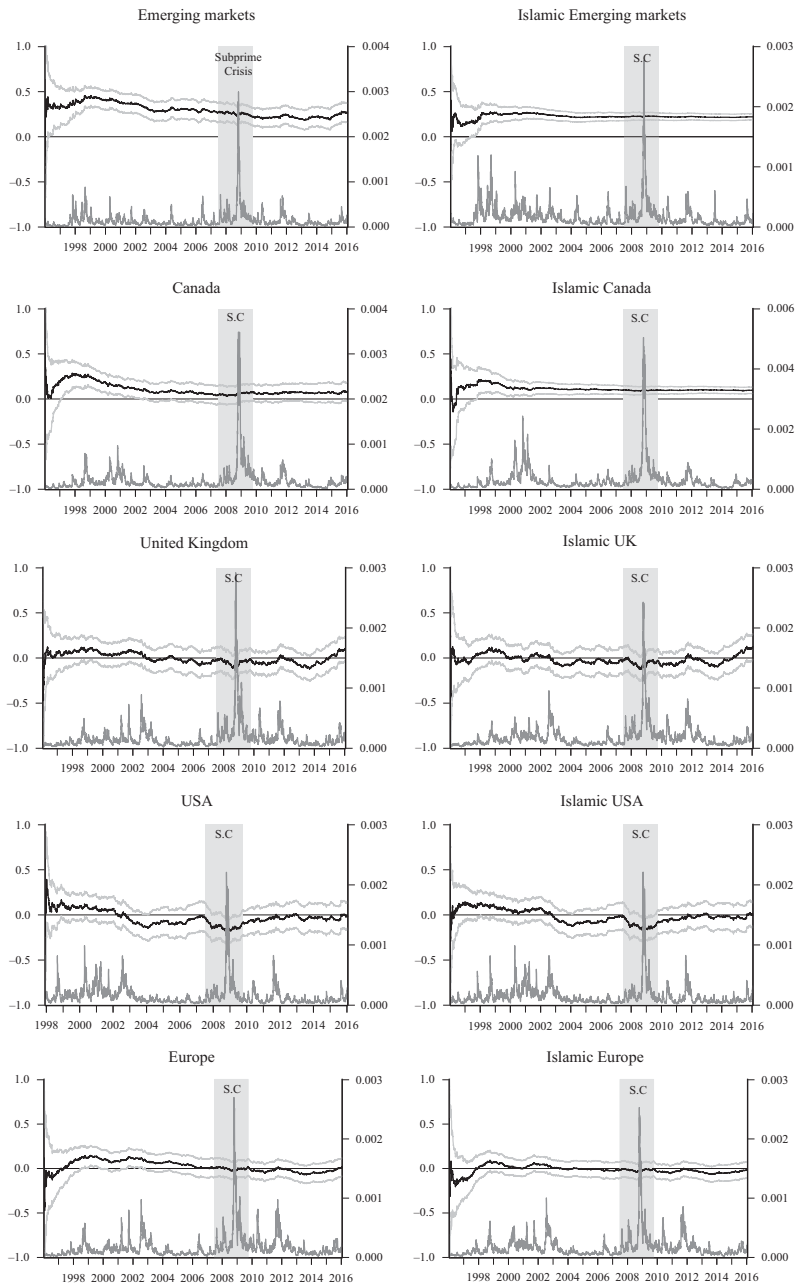 Emerging markets
1.0
0.5
0.0
−0.5
−1.0
Subprime
Crisis
0.004
0.003
0.002
0.001
0.000
1998 2000 2002 2004 2006 2008 2010 2012 2014 2016
Islamic Emerging markets
1.0
0.5
0.0
−0.5
−1.0
S.C
0.003
0.002
0.001
0.000
1998 2000 2002 2004 2006 2008 2010 2012 2014 2016
Canada
1.0
0.5
0.0
−0.5
−1.0
S.C
0.004
0.003
0.002
0.001
0.000
1998 2000 2002 2004 2006 2008 2010 2012 2014 2016
Islamic Canada
1.0
0.5
0.0
−0.5
−1.0
S.C
0.006
0.004
0.002
0.000
1998 2000 2002 2004 2006 2008 2010 2012 2014 2016
United Kingdom
1.0
0.5
0.0
−0.5
−1.0
S.C
0.003
0.002
0.001
0.000
1998 2000 2002 2004 2006 2008 2010 2012 2014 2016
Islamic UK
1.0
0.5
0.0
−0.5
−1.0
S.C
0.003
0.002
0.001
0.000
1998 2000 2002 2004 2006 2008 2010 2012 2014 2016
USA
1.0
0.5
0.0
−0.5
−1.0
S.C
0.003
0.002
0.001
0.000
1998 2000 2002 2004 2006 2008 2010 2012 2014 2016
Islamic USA
1.0
0.5
0.0
−0.5
−1.0
S.C
0.003
0.002
0.001
0.000
1998 2000 2002 2004 2006 2008 2010 2012 2014 2016
Europe
1.0
0.5
0.0
−0.5
−1.0
S.C
0.003
0.002
0.001
0.000
1998 2000 2002 2004 2006 2008 2010 2012 2014 2016
Islamic Europe
1.0
0.5
0.0
−0.5
−1.0
S.C
0.003
0.002
0.001
0.000
1998 2000 2002 2004 2006 2008 2010 2012 2014 2016